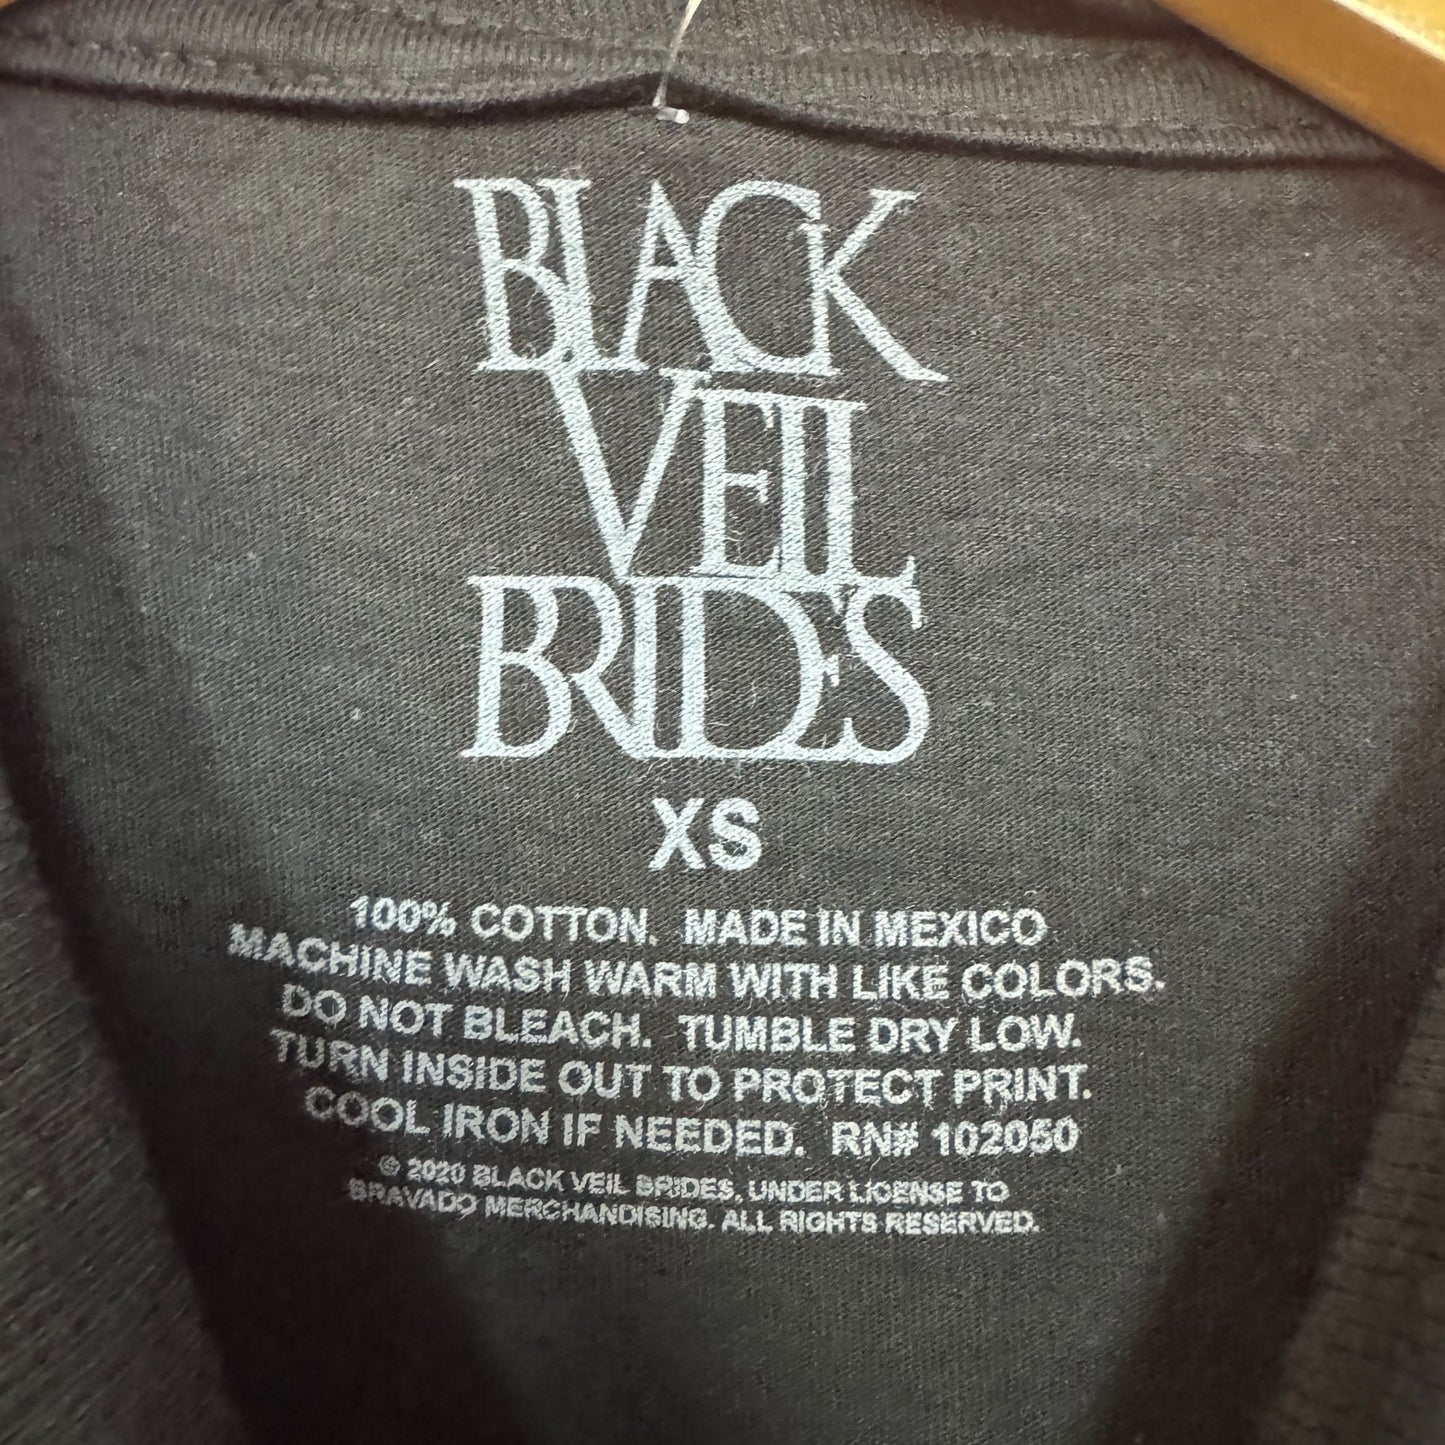 BLACK
VEIL
BRIDES
XS
100% COTTON. MADE IN MEXICO
MACHINE WASH WARM WITH LIKE COLORS.
DO NOT BLEACH. TUMBLE DRY LOW.
TURN INSIDE OUT TO PROTECT PRINT.
COOL IRON IF NEEDED. RN# 102050
© 2020 BLACK VEIL BRIDES, UNDER LICENSE TO
BRAVADO MERCHANDISING. ALL RIGHTS RESERVED.